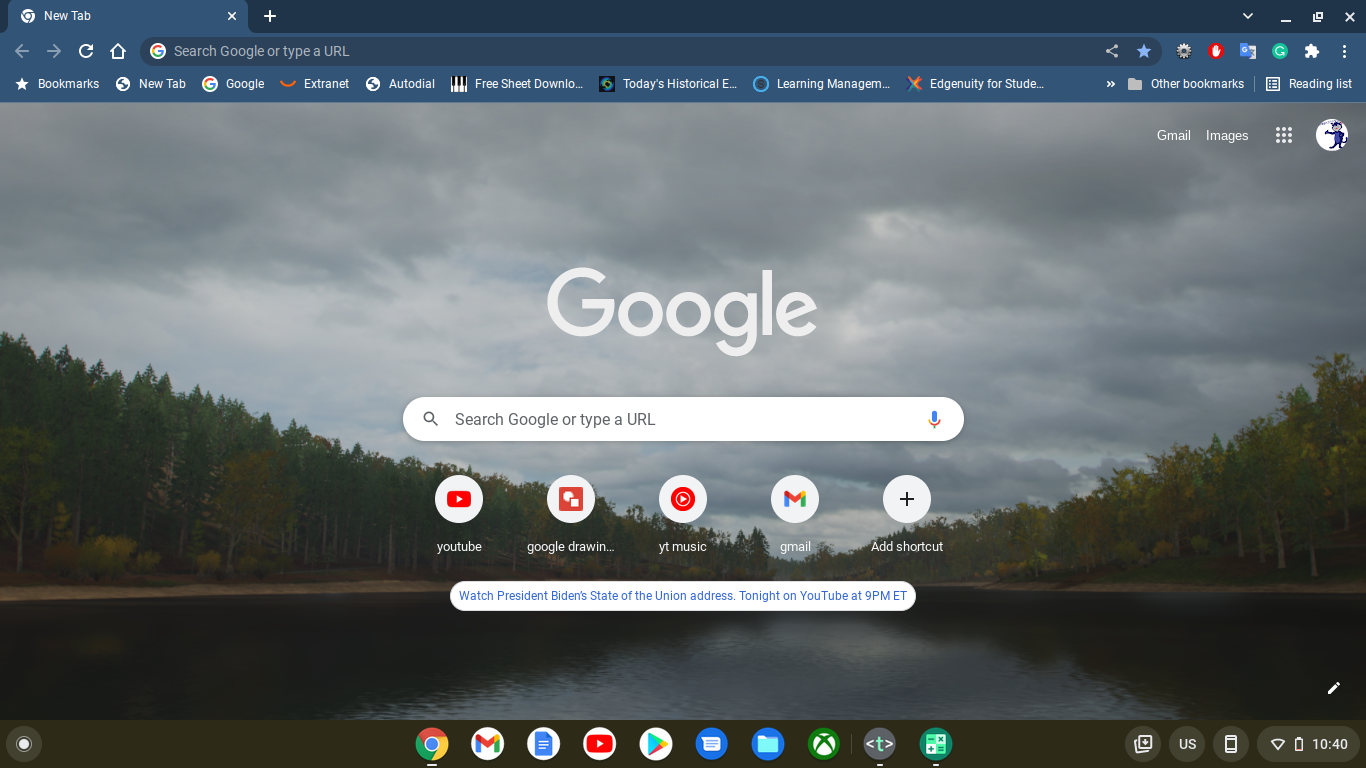 New Tab
Search Google or type a URL
Bookmarks New Tab Google Extranet Autodial Free Sheet Downlo... Today's Historical E... Learning Managem... Edgenuity for Stude... » Other bookmarks Reading list
Gmail Images
Google
Search Google or type a URL
youtube google drawin... yt music gmail Add shortcut
Watch President Biden's State of the Union address. Tonight on YouTube at 9PM ET
<t> US 10:40